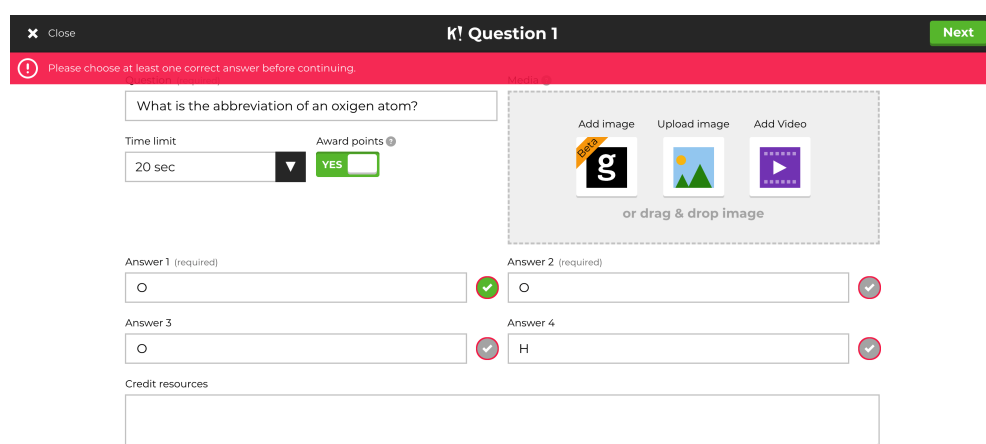 Close
K! Question 1
Next
Please choose at least one correct answer before continuing.
Question (required)
Media
What is the abbreviation of an oxigen atom?
Add image Upload image Add Video
Beta
g
Time limit
Award points ?
20 sec
YES
or drag & drop image
Answer 1 (required)
Answer 2 (required)
O
O
Answer 3
Answer 4
O
H
Credit resources